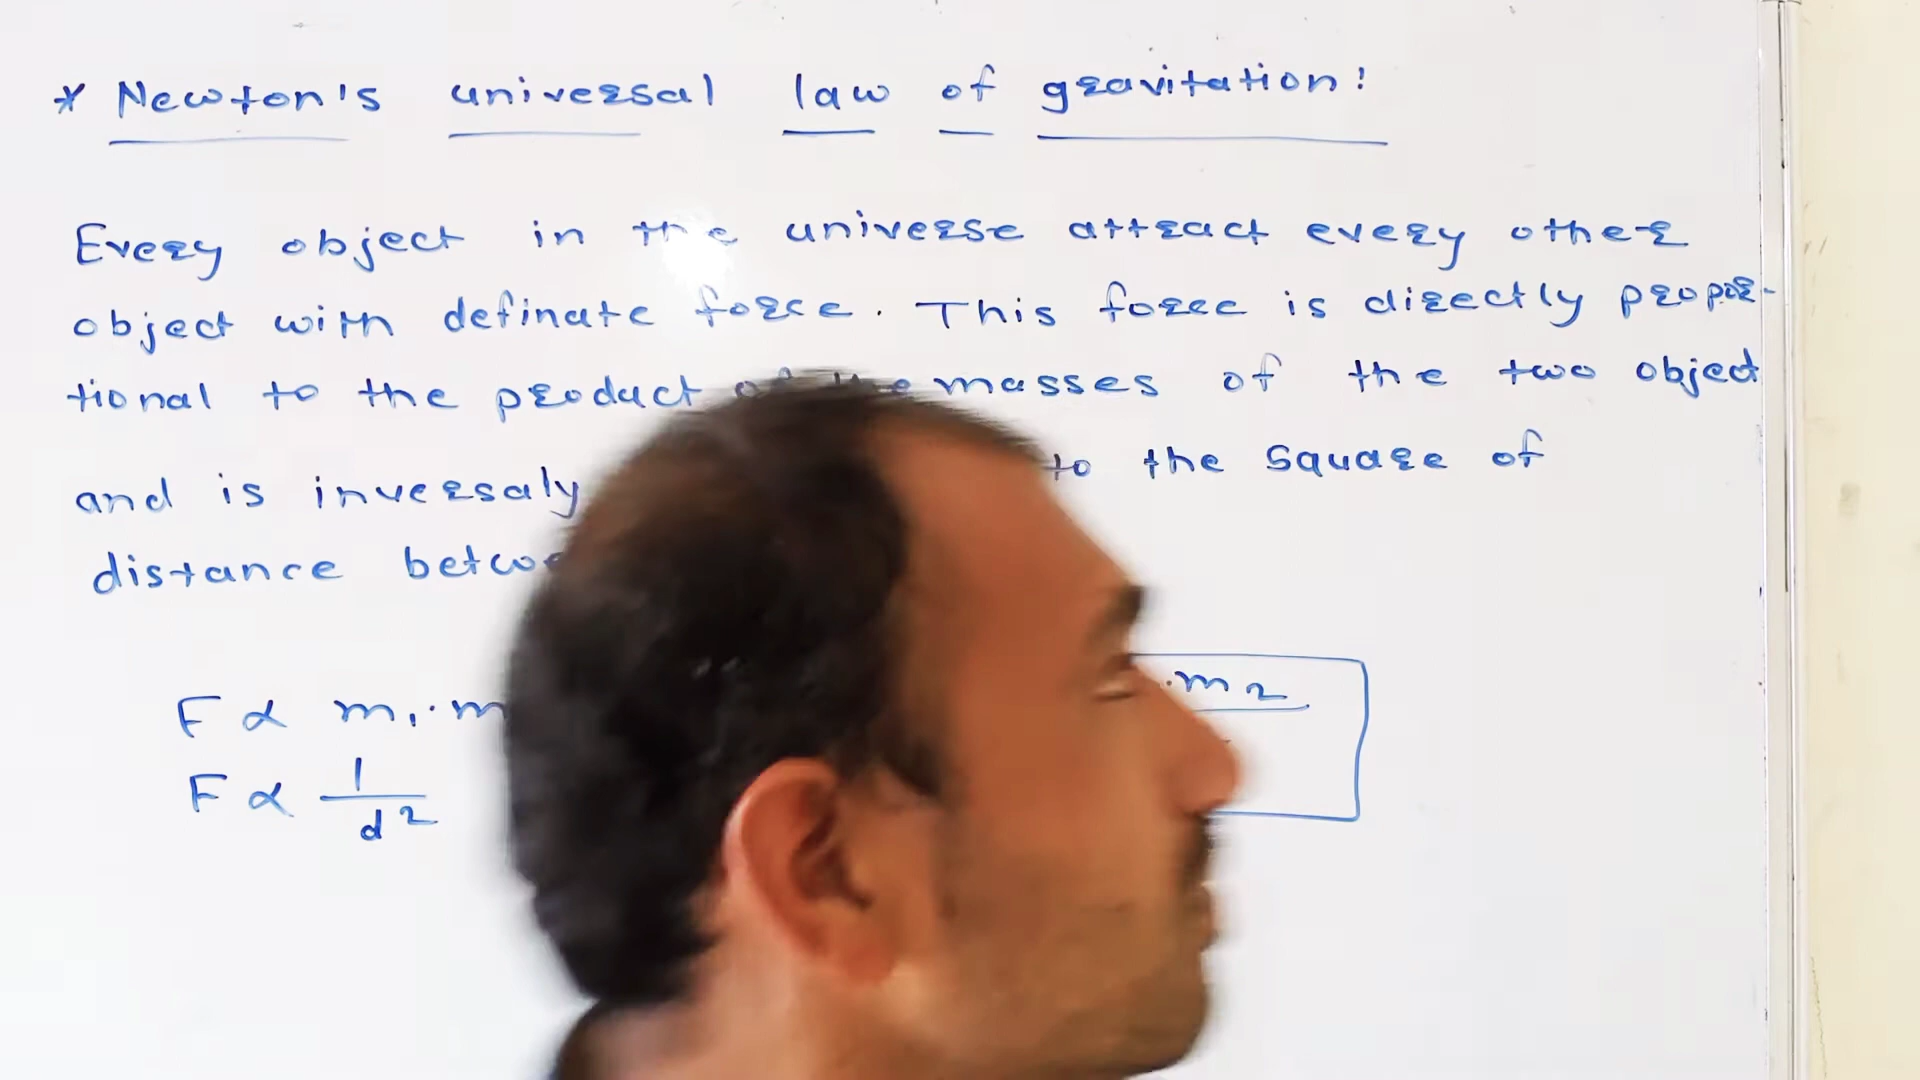 * Newton's universal law of gravitation:
Every object in the universe attract every other
object with definate force. This force is directly propor-
tional to the product masses of the two object
and is inversaly to the square of
distance
F ∝ m₁.m
F ∝ 1/d²
.m₂